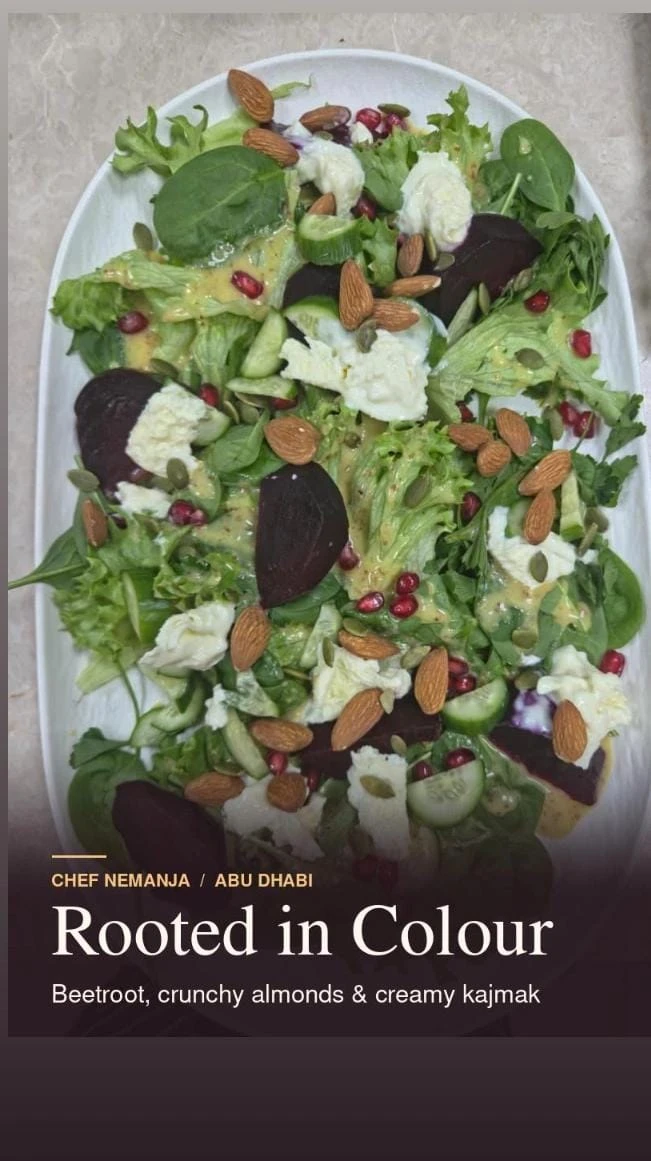 CHEF NEMANJA / ABU DHABI
Rooted in Colour
Beetroot, crunchy almonds & creamy kajmak